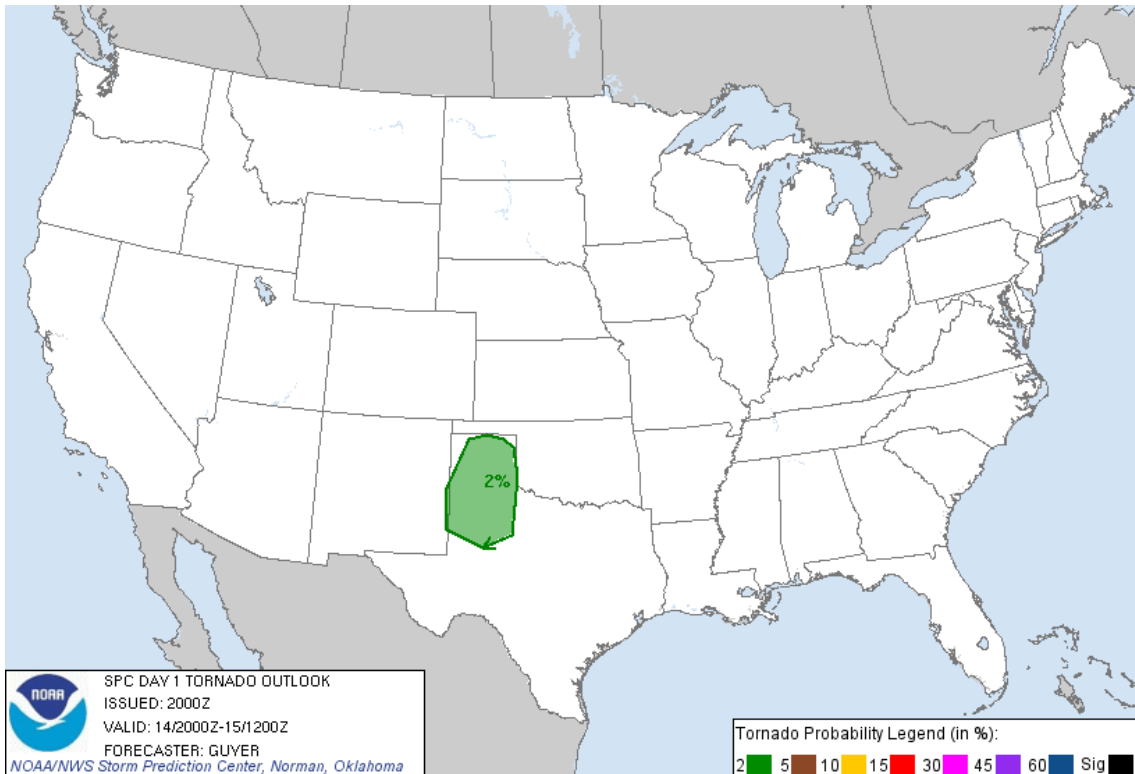 2%
SPC DAY 1 TORNADO OUTLOOK
ISSUED: 2000Z
VALID: 14/2000Z-15/1200Z
FORECASTER: GUYER
NOAA
NOAA/NWS Storm Prediction Center, Norman, Oklahoma
Tornado Probability Legend (in %):
2 5 10 15 30 45 60 Sig